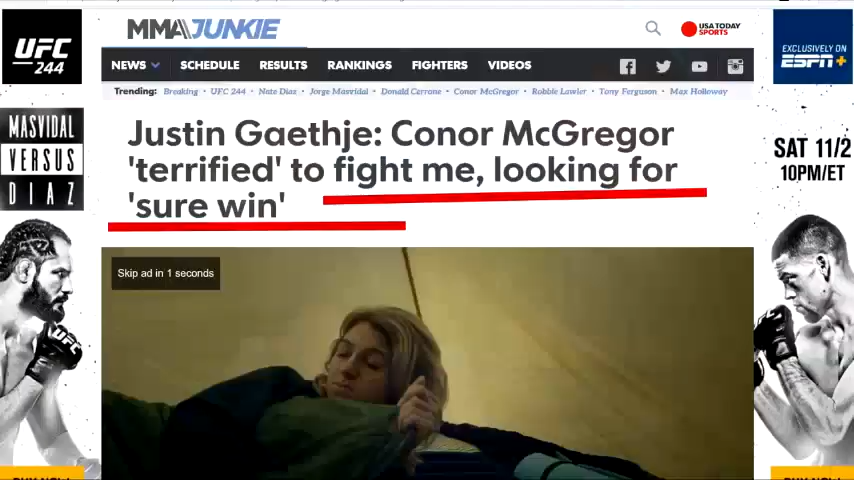 UFC
244
MASVIDAL
VERSUS
DIAZ
MMAJUNKIE
USA TODAY
SPORTS
NEWS SCHEDULE RESULTS RANKINGS FIGHTERS VIDEOS
Trending: Breaking • UFC 244 • Nate Diaz • Jorge Masvidal • Donald Cerrone • Conor McGregor • Robbie Lawler • Tony Ferguson • Max Holloway
Justin Gaethje: Conor McGregor
'terrified' to fight me, looking for
'sure win'
Skip ad in 1 seconds
UFC
EXCLUSIVELY ON
ESPN+
SAT 11/2
10PM/ET